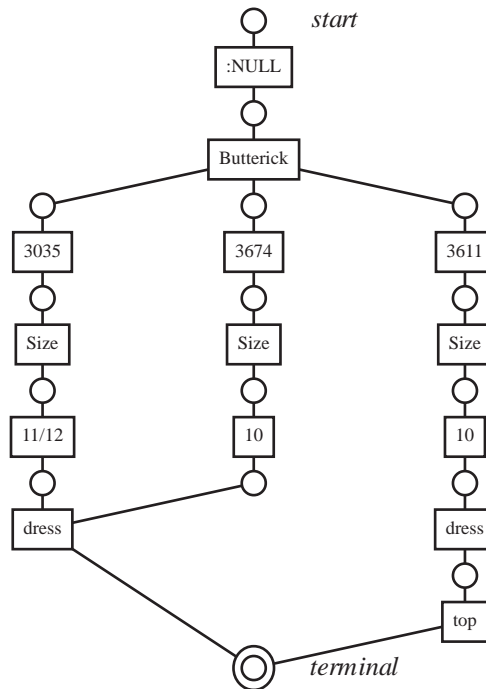 start
:NULL
Butterick
3035 3674 3611
Size Size Size
11/12 10 10
dress dress
top
terminal